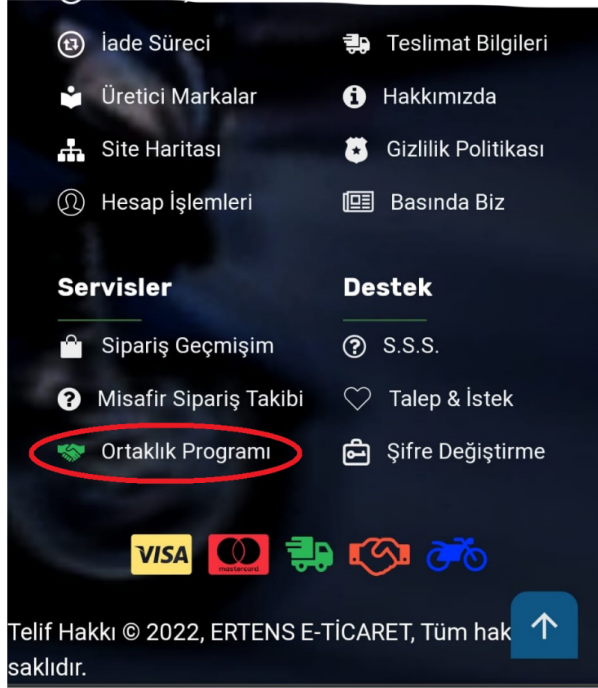 İade Süreci
Teslimat Bilgileri
Üretici Markalar
Hakkımızda
Site Haritası
Gizlilik Politikası
Hesap İşlemleri
Basında Biz
Servisler
Destek
Sipariş Geçmişim
S.S.S.
Misafir Sipariş Takibi
Talep & İstek
Ortaklık Programı
Şifre Değiştirme
VISA
mastercard
Telif Hakkı © 2022, ERTENS E-TİCARET, Tüm hak
saklıdır.